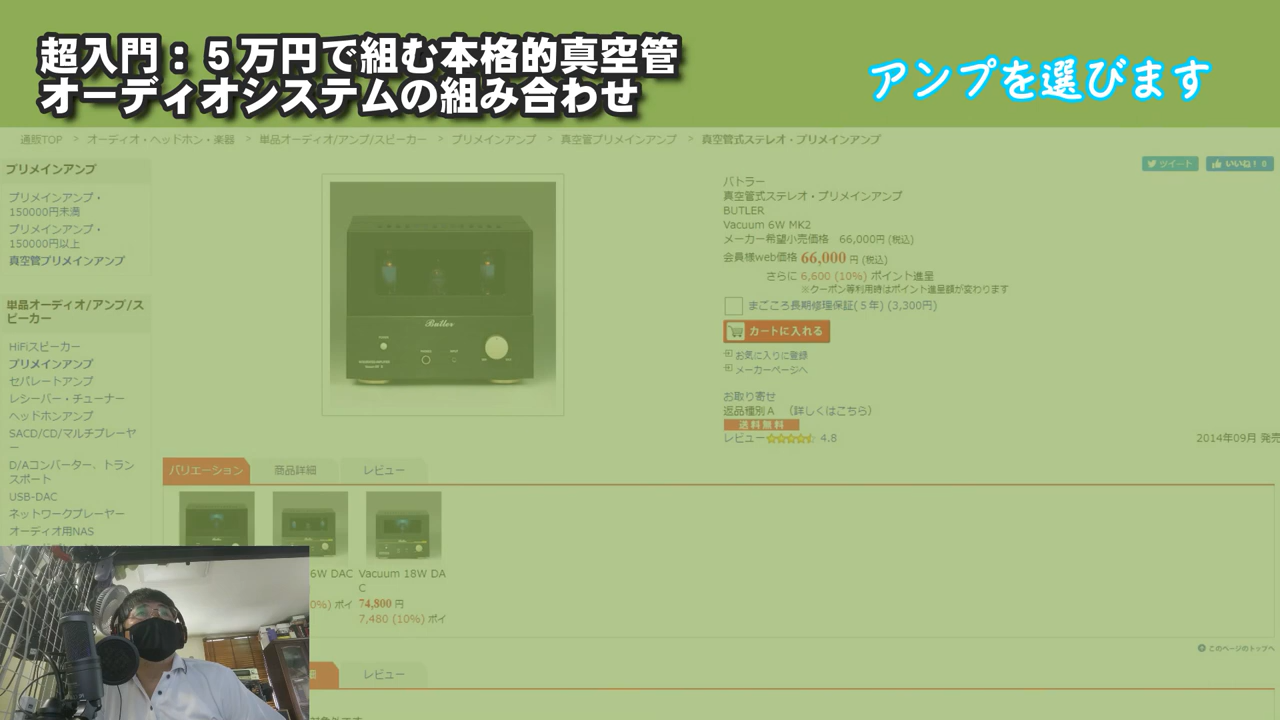 超入門：５万円で組む本格的真空管
オーディオシステムの組み合わせ
アンプを選びます
通販TOP > オーディオ・ヘッドホン・楽器 > 単品オーディオ/アンプ/スピーカー > プリメインアンプ > 真空管プリメインアンプ > 真空管式ステレオ・プリメインアンプ
プリメインアンプ
プリメインアンプ・
150000円未満
プリメインアンプ・
150000円以上
真空管プリメインアンプ
単品オーディオ/アンプ/ス
ピーカー
HiFiスピーカー
プリメインアンプ
セパレートアンプ
レシーバー・チューナー
ヘッドホンアンプ
SACD/CD/マルチプレーヤ
ー
D/Aコンバーター、トラン
スポート
USB-DAC
ネットワークプレーヤー
オーディオ用NAS
Butler
ツイート
いいね！ 0
バトラー
真空管式ステレオ・プリメインアンプ
BUTLER
Vacuum 6W MK2
メーカー希望小売価格 66,000円 (税込)
会員様web価格 66,000 円 (税込)
さらに 6,600 (10%) ポイント進呈
※クーポン等利用時はポイント進呈額が変わります
まごころ長期修理保証(５年) (3,300円)
カートに入れる
お気に入りに登録
メーカーページへ
お取り寄せ
返品種別Ａ （詳しくはこちら）
送料無料
レビュー 4.8
2014年09月 発売
バリエーション
商品詳細
レビュー
6W DAC
0%) ポイ
Vacuum 18W DA
C
74,800 円
7,480 (10%) ポイ
このページのトップへ
レビュー